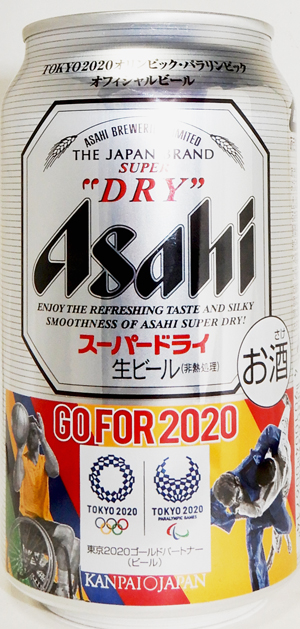 TOKYO2020オリンピック・パラリンピック
オフィシャルビール
ASAHI BREWERIES LIMITED
THE JAPAN BRAND
SUPER
"DRY"
Asahi
ENJOY THE REFRESHING TASTE AND SILKY
SMOOTHNESS OF ASAHI SUPER DRY!
スーパードライ
生ビール(非熱処理)
さけ
お酒
GO FOR 2020
TOKYO 2020
TOKYO 2020
PARALYMPIC GAMES
東京2020ゴールドパートナー
(ビール)
KANPAI JAPAN